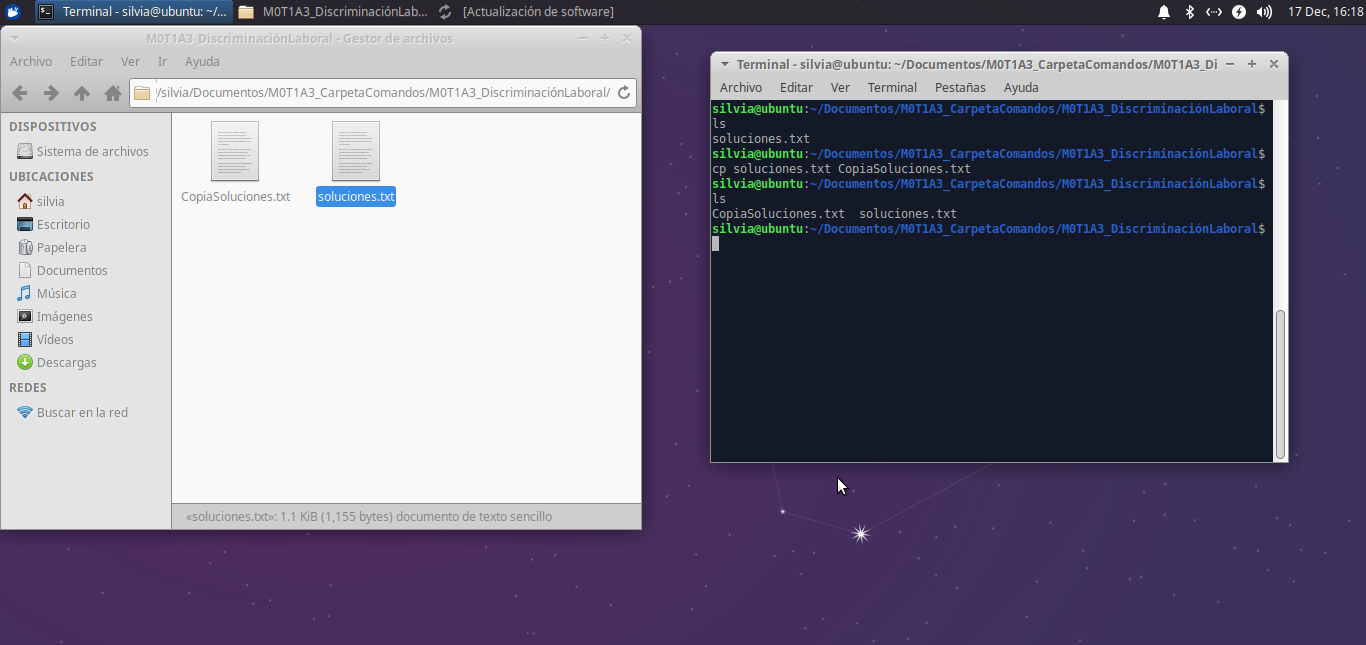 Terminal - silvia@ubuntu: ~/...
M0T1A3_DiscriminaciónLab...
[Actualización de software]
17 Dec, 16:18
M0T1A3_DiscriminaciónLaboral - Gestor de archivos
Archivo Editar Ver Ir Ayuda
/silvia/Documentos/M0T1A3_CarpetaComandos/M0T1A3_DiscriminaciónLaboral/
DISPOSITIVOS
Sistema de archivos
UBICACIONES
silvia
Escritorio
Papelera
Documentos
Música
Imágenes
Vídeos
Descargas
REDES
Buscar en la red
CopiaSoluciones.txt
soluciones.txt
«soluciones.txt»: 1.1 KiB (1,155 bytes) documento de texto sencillo
Terminal - silvia@ubuntu: ~/Documentos/M0T1A3_CarpetaComandos/M0T1A3_Di
Archivo Editar Ver Terminal Pestañas Ayuda
silvia@ubuntu:~/Documentos/M0T1A3_CarpetaComandos/M0T1A3_DiscriminaciónLaboral$
ls
soluciones.txt
silvia@ubuntu:~/Documentos/M0T1A3_CarpetaComandos/M0T1A3_DiscriminaciónLaboral$
cp soluciones.txt CopiaSoluciones.txt
silvia@ubuntu:~/Documentos/M0T1A3_CarpetaComandos/M0T1A3_DiscriminaciónLaboral$
ls
CopiaSoluciones.txt  soluciones.txt
silvia@ubuntu:~/Documentos/M0T1A3_CarpetaComandos/M0T1A3_DiscriminaciónLaboral$